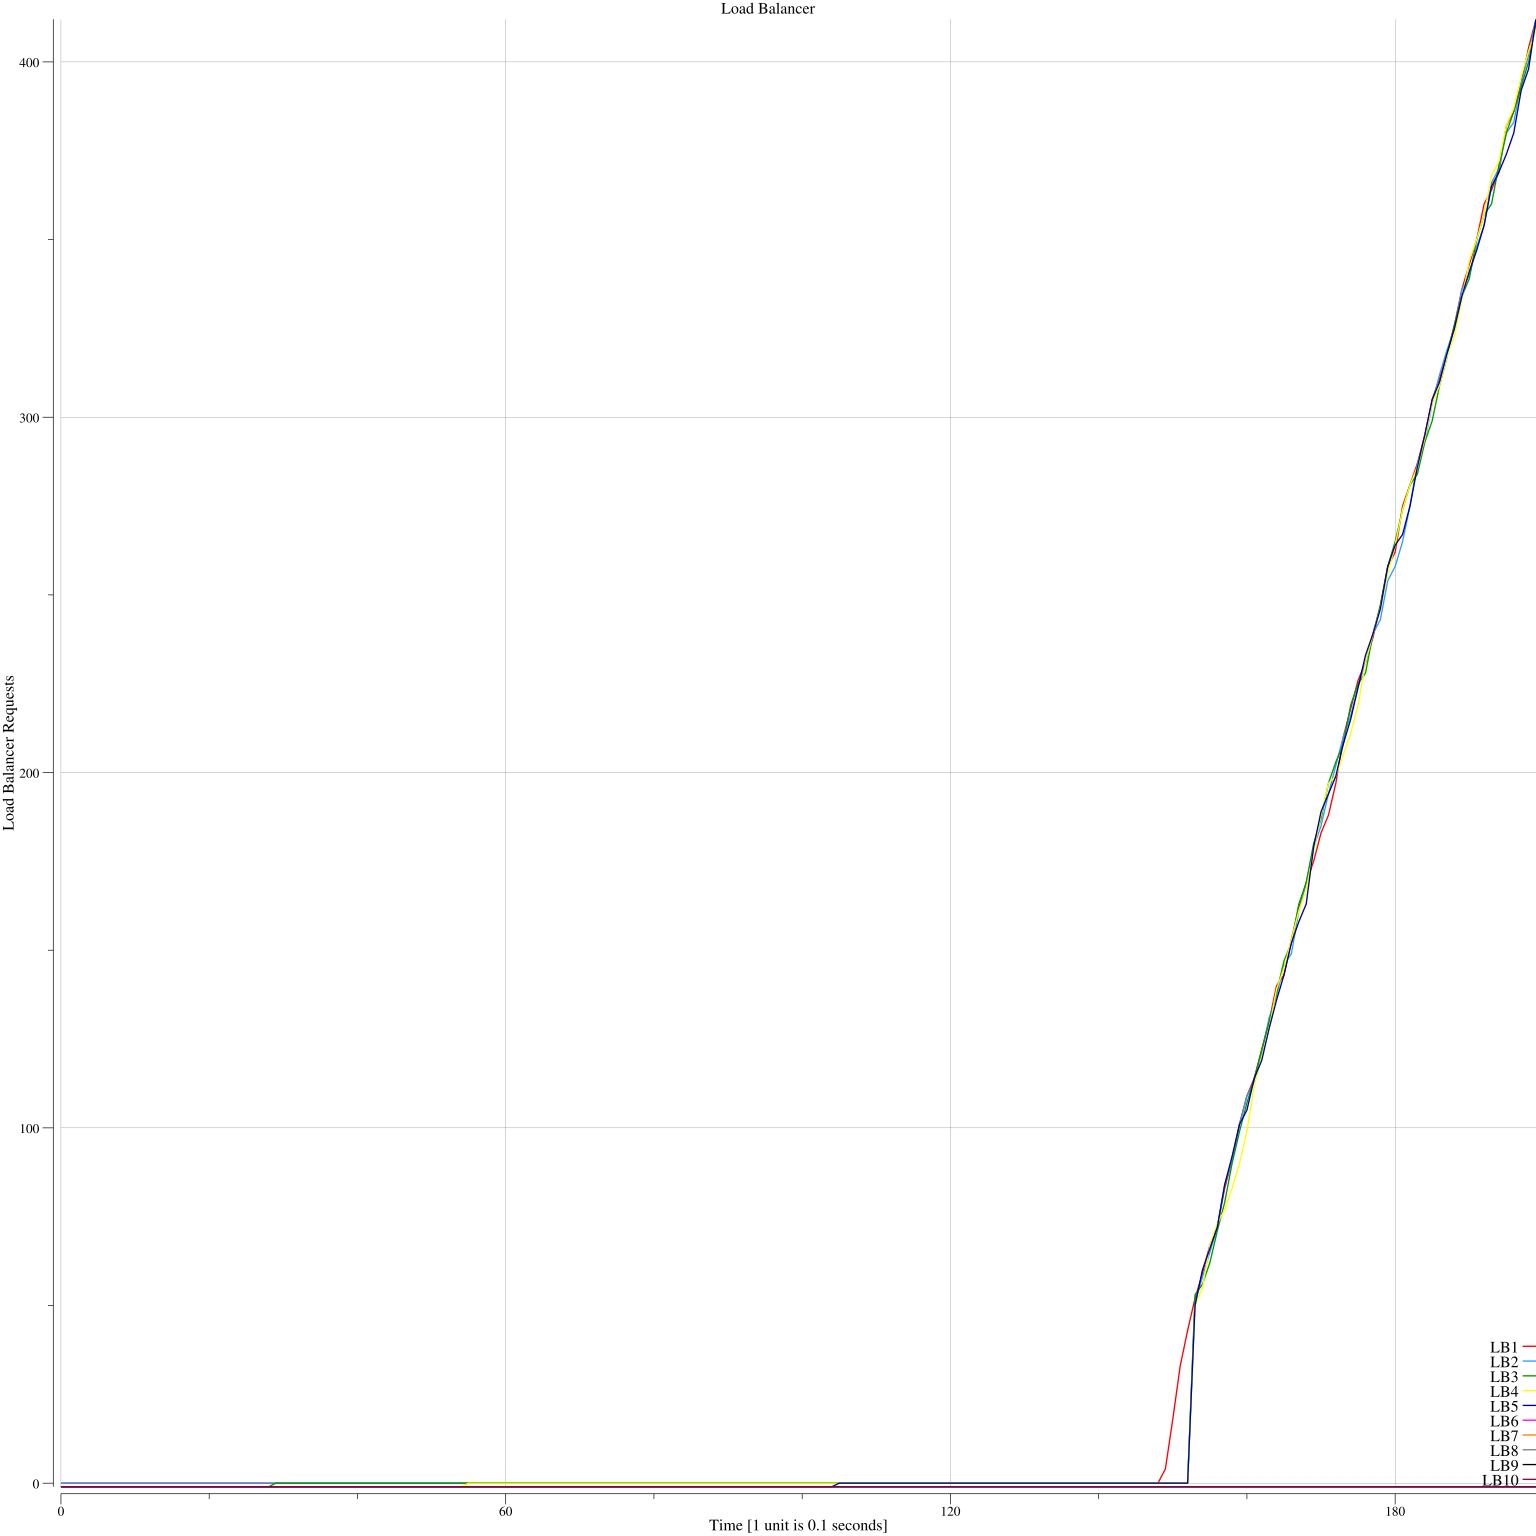 Load Balancer
400
300
200
100
0
Load Balancer Requests
LB1
LB2
LB3
LB4
LB5
LB6
LB7
LB8
LB9
LB10
0
60
120
180
Time [1 unit is 0.1 seconds]